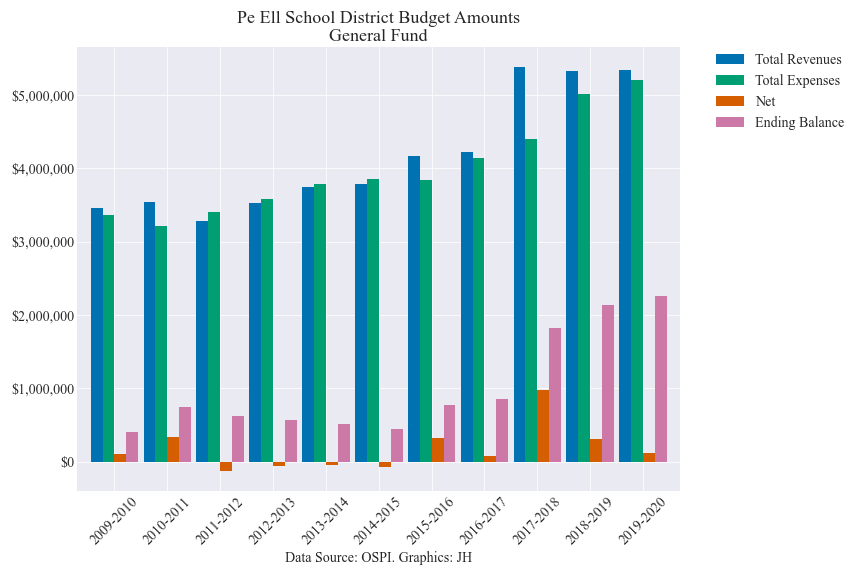 Pe Ell School District Budget Amounts
General Fund
Total Revenues
Total Expenses
Net
Ending Balance
$5,000,000
$4,000,000
$3,000,000
$2,000,000
$1,000,000
$0
2009-2010
2010-2011
2011-2012
2012-2013
2013-2014
2014-2015
2015-2016
2016-2017
2017-2018
2018-2019
2019-2020
Data Source: OSPI. Graphics: JH